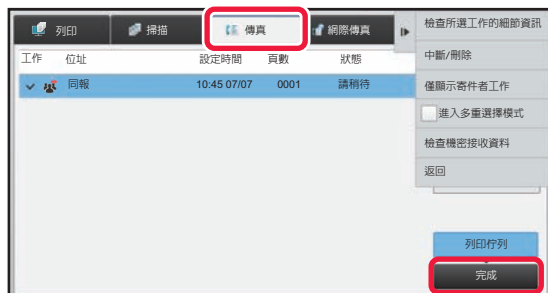 列印
掃描
傳真
網際傳真
工作 位址 設定時間 頁數 狀態
同報 10:45 07/07 0001 請稍待
檢查所選工作的細節資訊
中斷/刪除
僅顯示寄件者工作
進入多重選擇模式
檢查機密接收資料
返回
列印佇列
完成